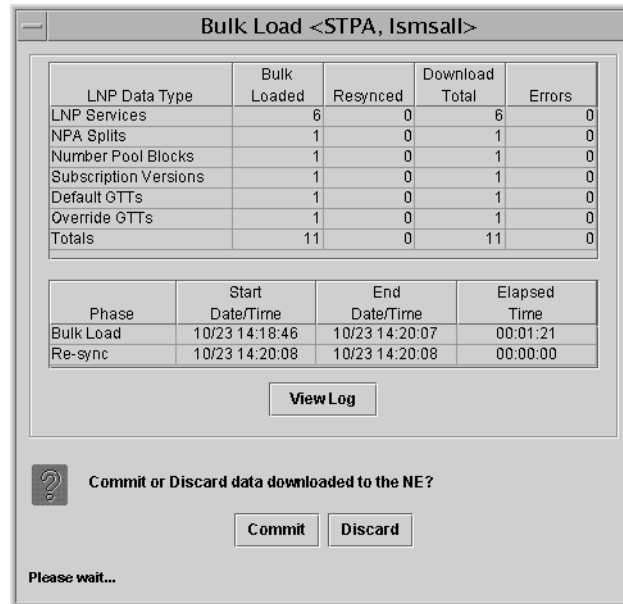 Bulk Load <STPA, lsmsall>
LNP Data Type Bulk Loaded Resynced Download Total Errors
LNP Services 6 0 6 0
NPA Splits 1 0 1 0
Number Pool Blocks 1 0 1 0
Subscription Versions 1 0 1 0
Default GTTs 1 0 1 0
Override GTTs 1 0 1 0
Totals 11 0 11 0
Phase Start Date/Time End Date/Time Elapsed Time
Bulk Load 10/23 14:18:46 10/23 14:20:07 00:01:21
Re-sync 10/23 14:20:08 10/23 14:20:08 00:00:00
View Log
Commit or Discard data downloaded to the NE?
Commit Discard
Please wait...